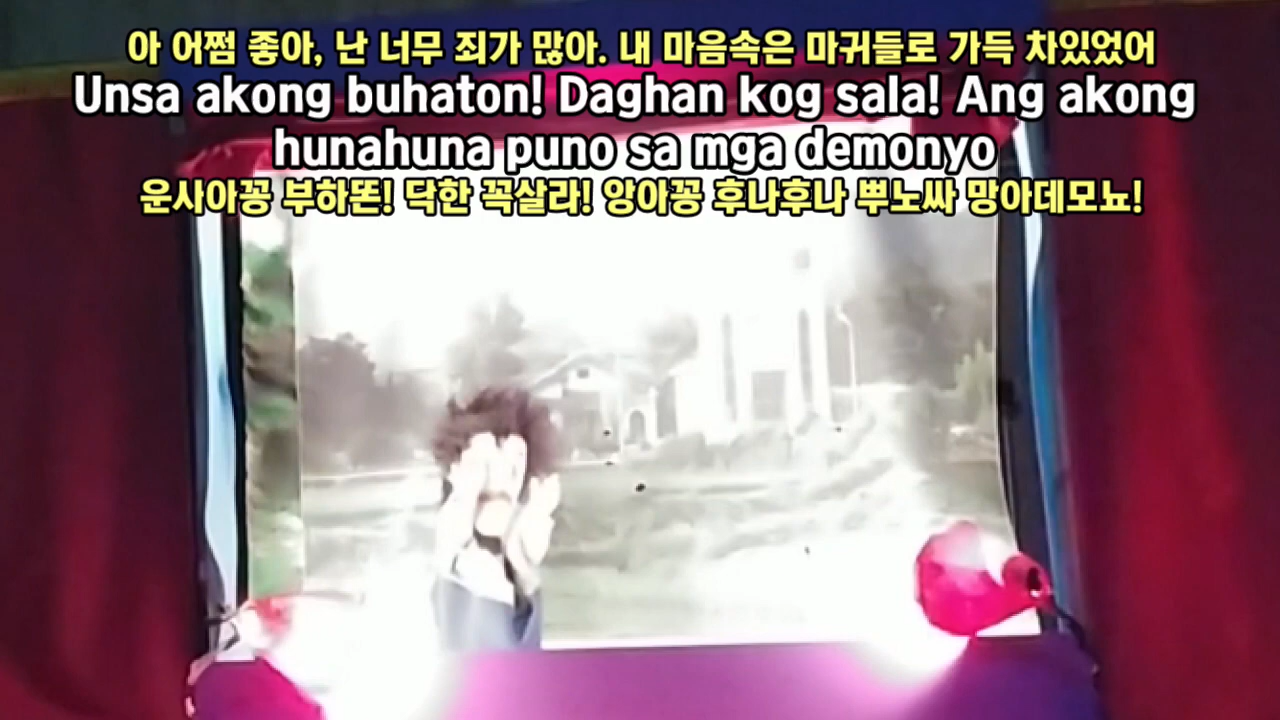 아 어쩜 좋아, 난 너무 죄가 많아. 내 마음속은 마귀들로 가득 차있었어
Unsa akong buhaton! Daghan kog sala! Ang akong
hunahuna puno sa mga demonyo
운사아꽁 부하똔! 닥한 꼭살라! 앙아꽁 후나후나 뿌노싸 망아데모뇨!